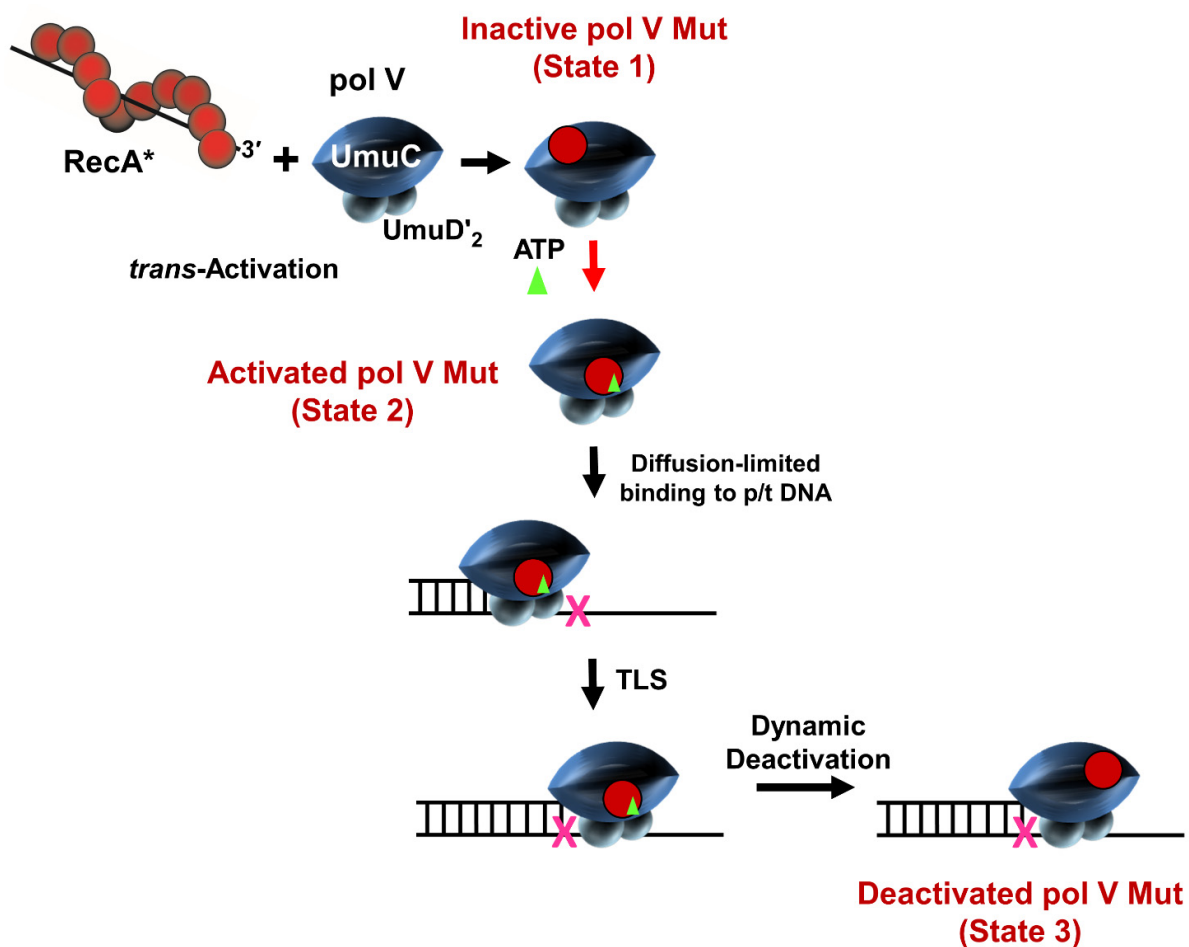 Inactive pol V Mut
(State 1)
pol V
RecA*
3′
+
UmuC
UmuD'₂
trans-Activation
ATP
Activated pol V Mut
(State 2)
Diffusion-limited
binding to p/t DNA
X
TLS
Dynamic
Deactivation
X
X
Deactivated pol V Mut
(State 3)